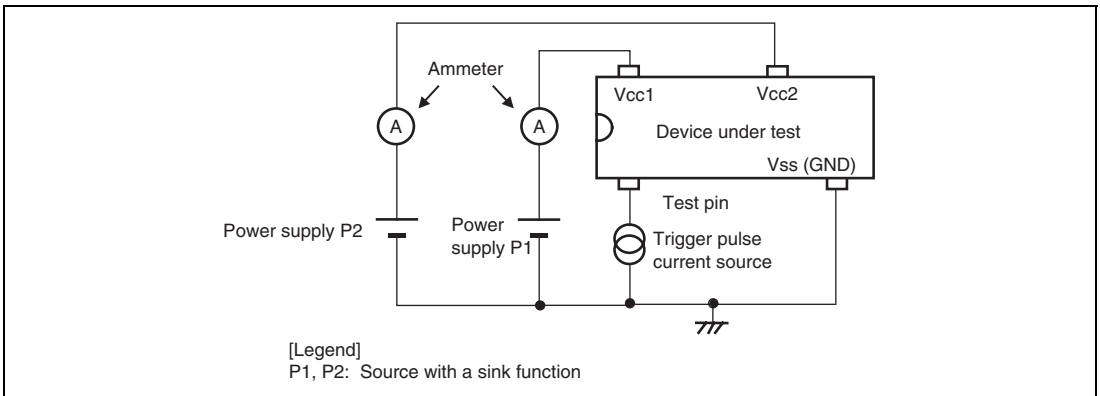 Ammeter
A
A
Vcc1
Vcc2
Device under test
Vss (GND)
Test pin
Power supply P2
Power
supply P1
Trigger pulse
current source
[Legend]
P1, P2: Source with a sink function